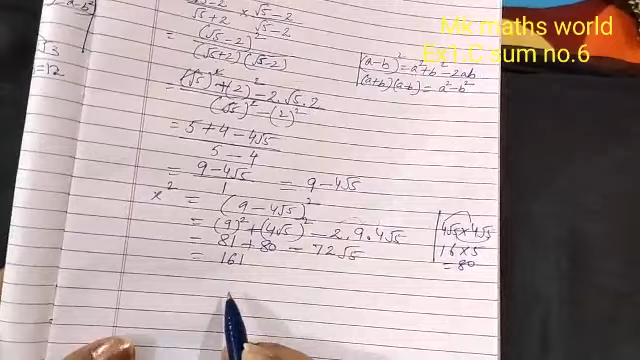 Mk maths world
Ex1.C sum no.6
√5-2 × √5-2
√5+2   √5-2
= (√5-2)²
(√5+2)(√5-2)
(a-b)² = a²+b²-2ab
(a+b)(a-b) = a²-b²
√3
=12
= (√5)²+(2)²-2.√5.2
(√5)²-(2)²
= 5+4-4√5
5-4
= 9-4√5 = 9-4√5
1
x² = (9-4√5)²
= (9)²+(4√5)²-2.9.4√5
= 81+80-72√5
= 161
4√5×4√5
16×5
=80